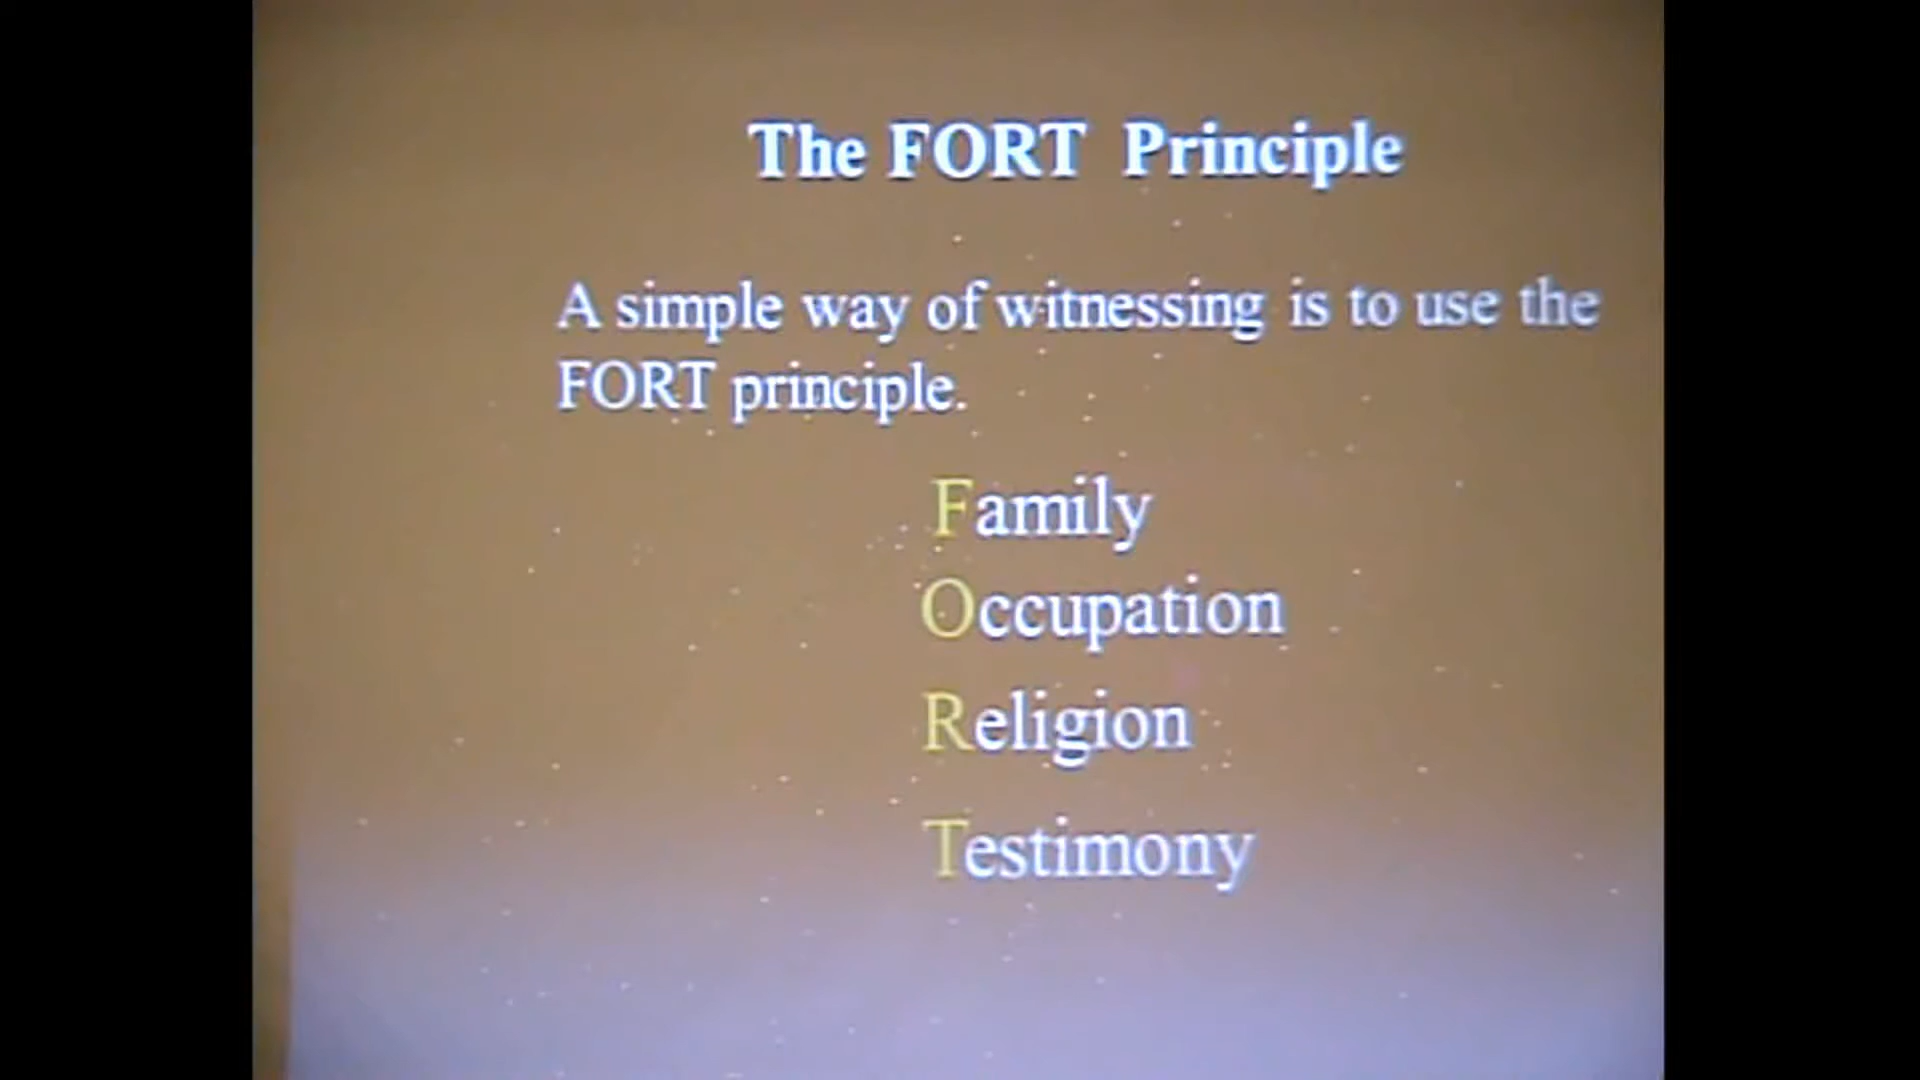 The FORT Principle
A simple way of witnessing is to use the
FORT principle.
Family
Occupation
Religion
Testimony